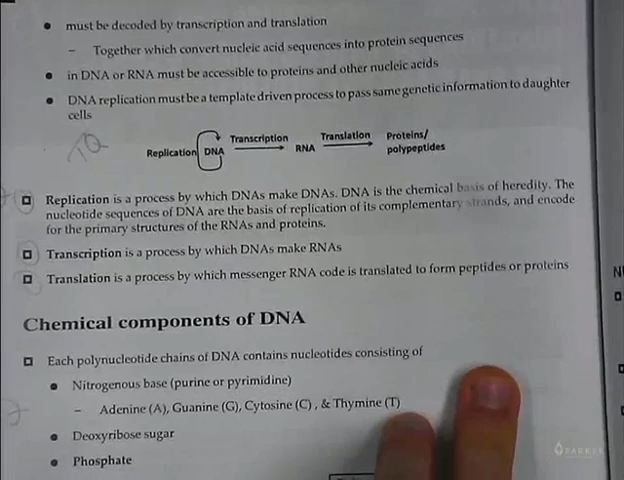 • must be decoded by transcription and translation
– Together which convert nucleic acid sequences into protein sequences
• in DNA or RNA must be accessible to proteins and other nucleic acids
• DNA replication must be a template driven process to pass same genetic information to daughter
cells
Replication DNA Transcription RNA Translation Proteins/
polypeptides
Replication is a process by which DNAs make DNAs. DNA is the chemical basis of heredity. The
nucleotide sequences of DNA are the basis of replication of its complementary strands, and encode
for the primary structures of the RNAs and proteins.
Transcription is a process by which DNAs make RNAs
Translation is a process by which messenger RNA code is translated to form peptides or proteins
Chemical components of DNA
Each polynucleotide chains of DNA contains nucleotides consisting of
• Nitrogenous base (purine or pyrimidine)
– Adenine (A), Guanine (G), Cytosine (C) , & Thymine (T)
• Deoxyribose sugar
• Phosphate